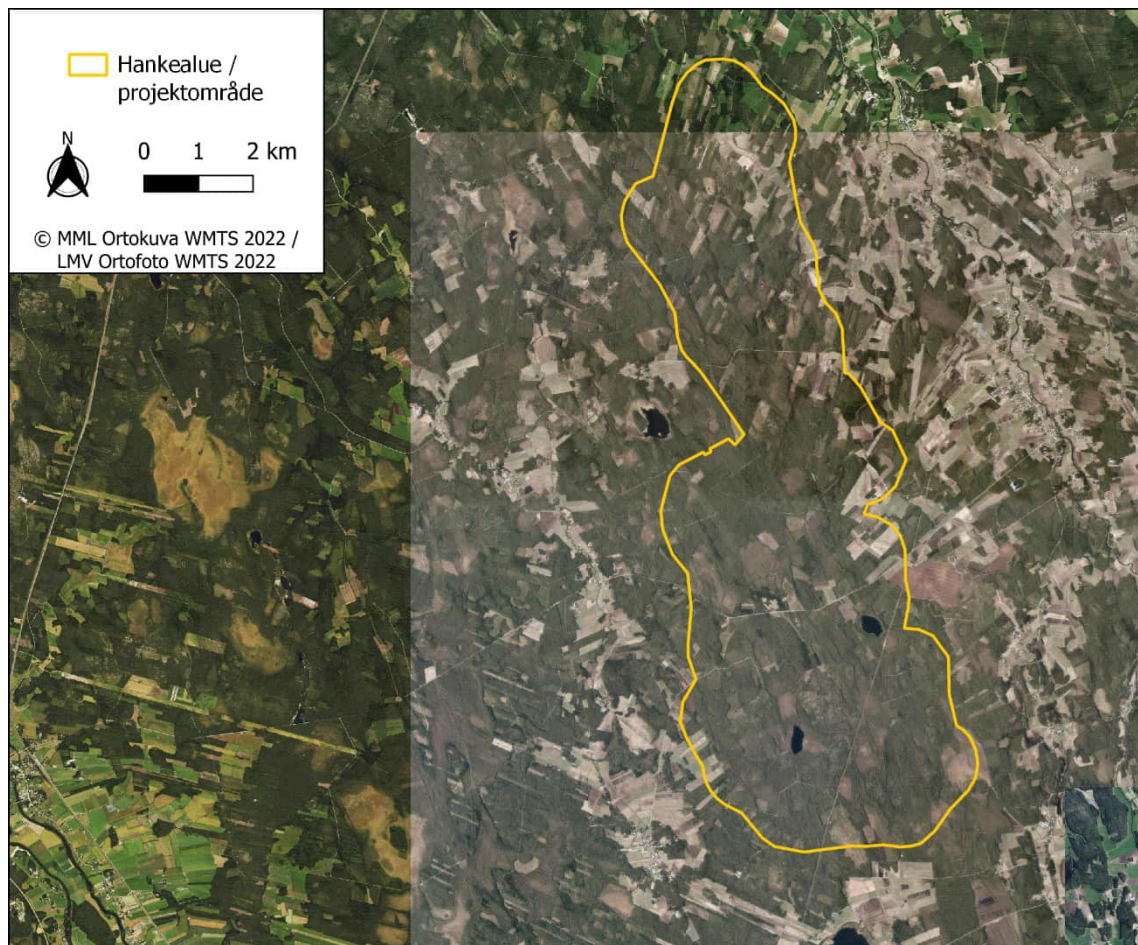 Hankealue /
projektområde
N
0 1 2 km
© MML Ortokuva WMTS 2022 /
LMV Ortofoto WMTS 2022